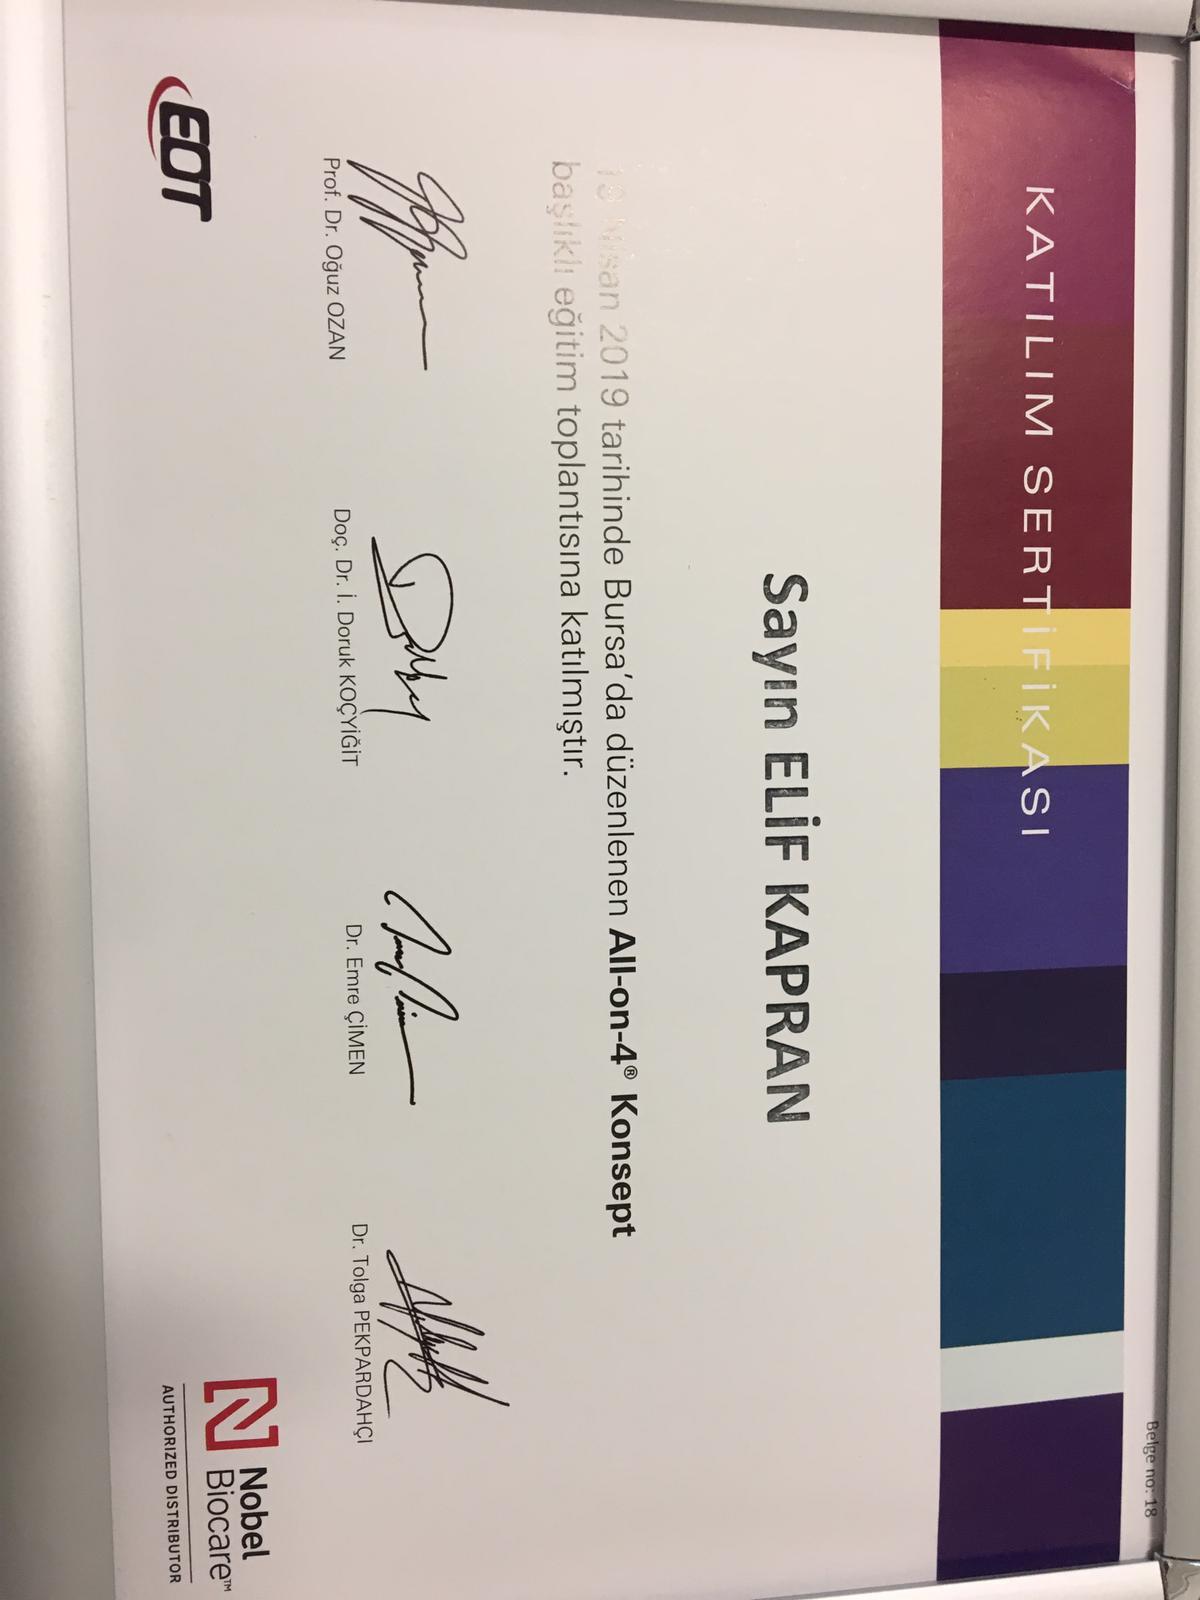 Belge no: 18
KATILIM SERTİFİKASI
Sayın ELİF KAPRAN
19 Nisan 2019 tarihinde Bursa'da düzenlenen All-on-4® Konsept
başlıklı eğitim toplantısına katılmıştır.
Prof. Dr. Oğuz OZAN
Doç. Dr. İ. Doruk KOÇYİĞİT
Dr. Emre ÇİMEN
Dr. Tolga PEKPARDAHÇI
EOT
Nobel
Biocare™
AUTHORIZED DISTRIBUTOR